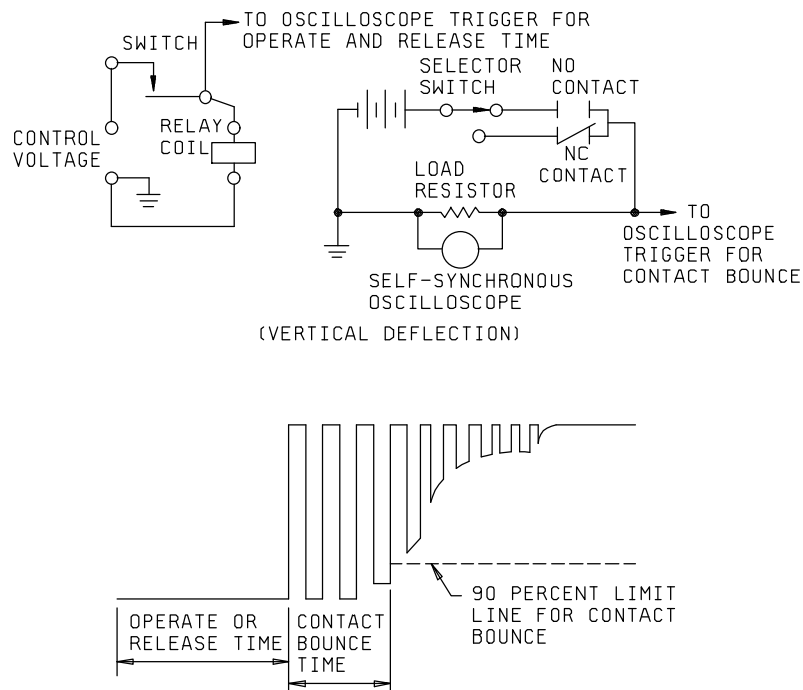 TO OSCILLOSCOPE TRIGGER FOR
OPERATE AND RELEASE TIME
SWITCH
SELECTOR
SWITCH
NO
CONTACT
CONTROL
VOLTAGE
RELAY
COIL
NC
CONTACT
LOAD
RESISTOR
TO
OSCILLOSCOPE
TRIGGER FOR
CONTACT BOUNCE
SELF-SYNCHRONOUS
OSCILLOSCOPE
(VERTICAL DEFLECTION)
90 PERCENT LIMIT
LINE FOR CONTACT
BOUNCE
OPERATE OR
RELEASE TIME
CONTACT
BOUNCE
TIME